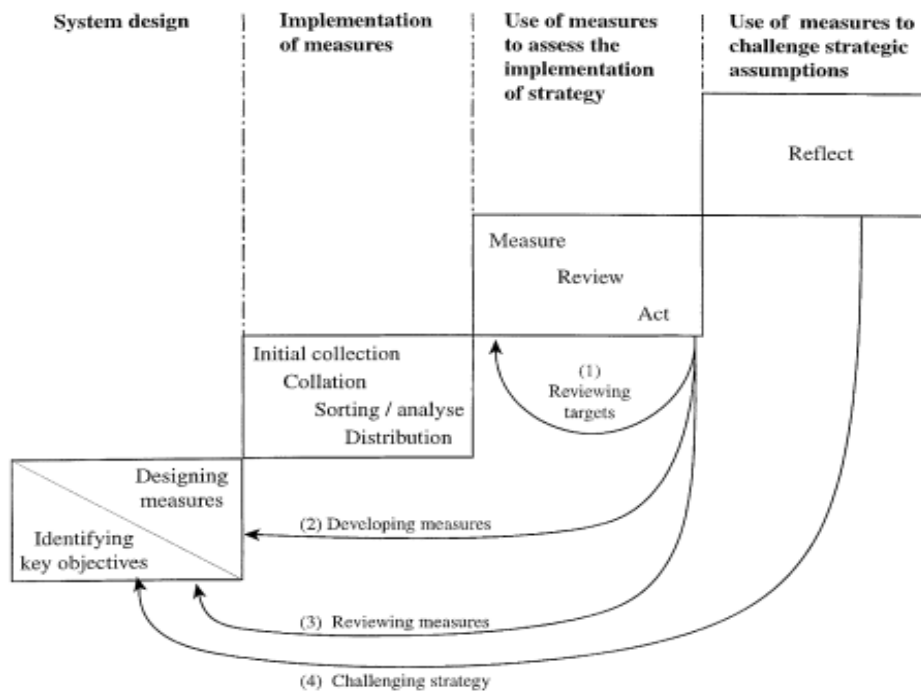 System design
Implementation
of measures
Use of measures
to assess the
implementation
of strategy
Use of measures to
challenge strategic
assumptions
Reflect
Measure
Review
Act
Initial collection
Collation
Sorting / analyse
Distribution
(1)
Reviewing
targets
Designing
measures
Identifying
key objectives
(2) Developing measures
(3) Reviewing measures
(4) Challenging strategy